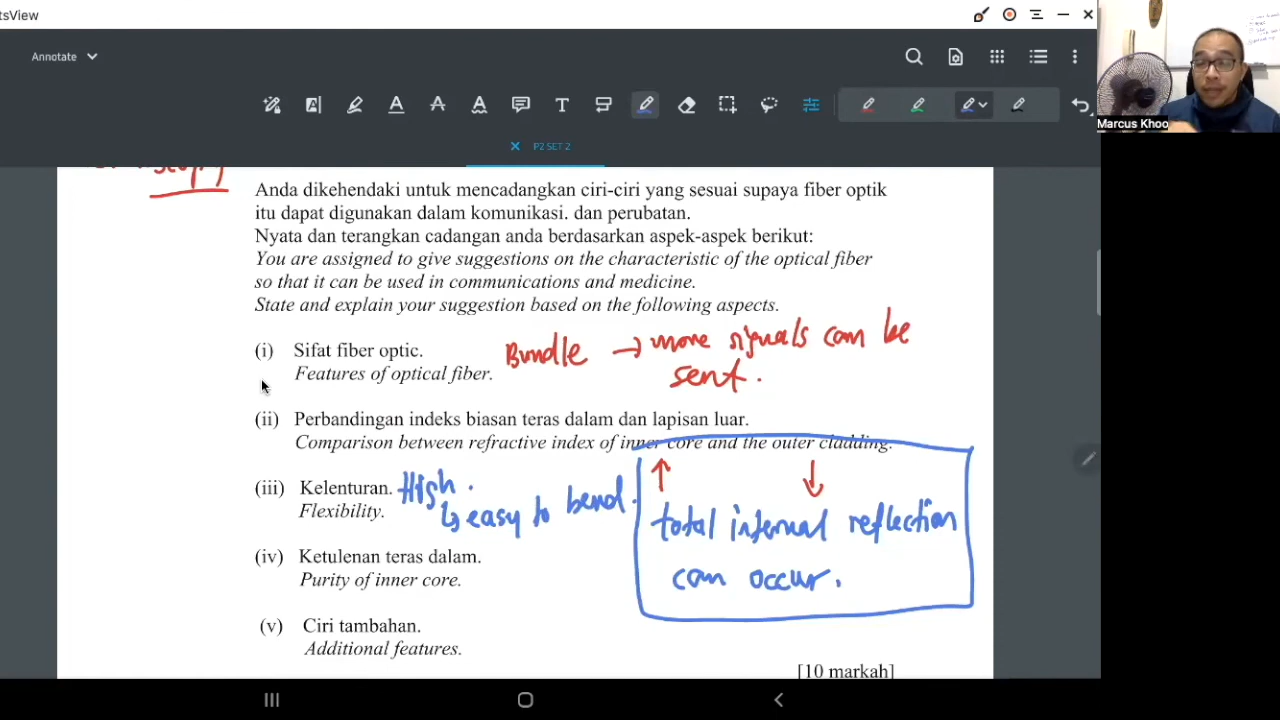 tsView
Annotate
P2 SET 2
Marcus Khoo
Anda dikehendaki untuk mencadangkan ciri-ciri yang sesuai supaya fiber optik
itu dapat digunakan dalam komunikasi. dan perubatan.
Nyata dan terangkan cadangan anda berdasarkan aspek-aspek berikut:
You are assigned to give suggestions on the characteristic of the optical fiber
so that it can be used in communications and medicine.
State and explain your suggestion based on the following aspects.
(i) Sifat fiber optic.
Features of optical fiber.
Bundle → more signals can be
sent.
(ii) Perbandingan indeks biasan teras dalam dan lapisan luar.
Comparison between refractive index of inner core and the outer cladding.
↑ ↓
total internal reflection
can occur.
(iii) Kelenturan. High.
Flexibility. ↳ easy to bend.
(iv) Ketulenan teras dalam.
Purity of inner core.
(v) Ciri tambahan.
Additional features.
[10 markah]